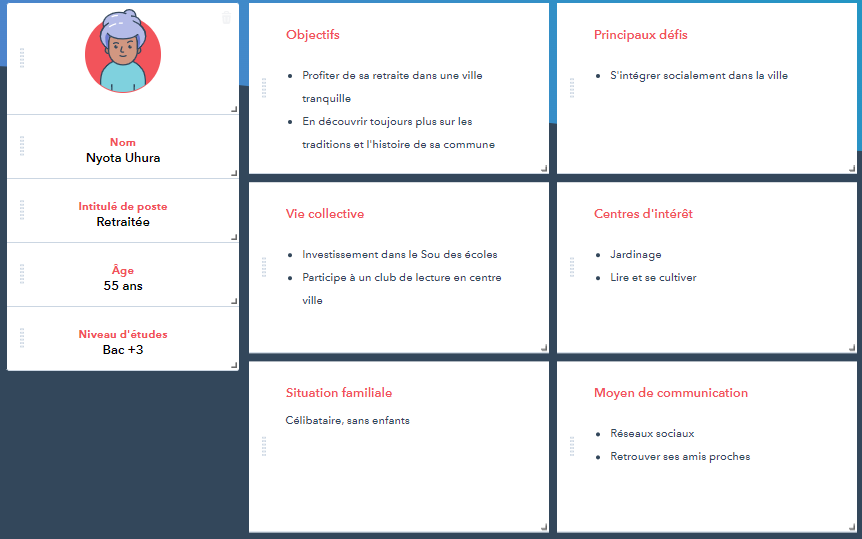 Nom
Nyota Uhura
Intitulé de poste
Retraitée
Âge
55 ans
Niveau d'études
Bac +3
Objectifs
• Profiter de sa retraite dans une ville
tranquille
• En découvrir toujours plus sur les
traditions et l'histoire de sa commune
Principaux défis
• S'intégrer socialement dans la ville
Vie collective
• Investissement dans le Sou des écoles
• Participe à un club de lecture en centre
ville
Centres d'intérêt
• Jardinage
• Lire et se cultiver
Situation familiale
Célibataire, sans enfants
Moyen de communication
• Réseaux sociaux
• Retrouver ses amis proches